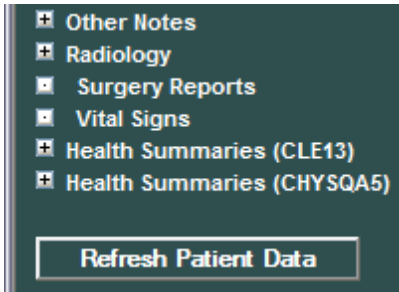 Other Notes
Radiology
Surgery Reports
Vital Signs
Health Summaries (CLE13)
Health Summaries (CHYSQA5)
Refresh Patient Data